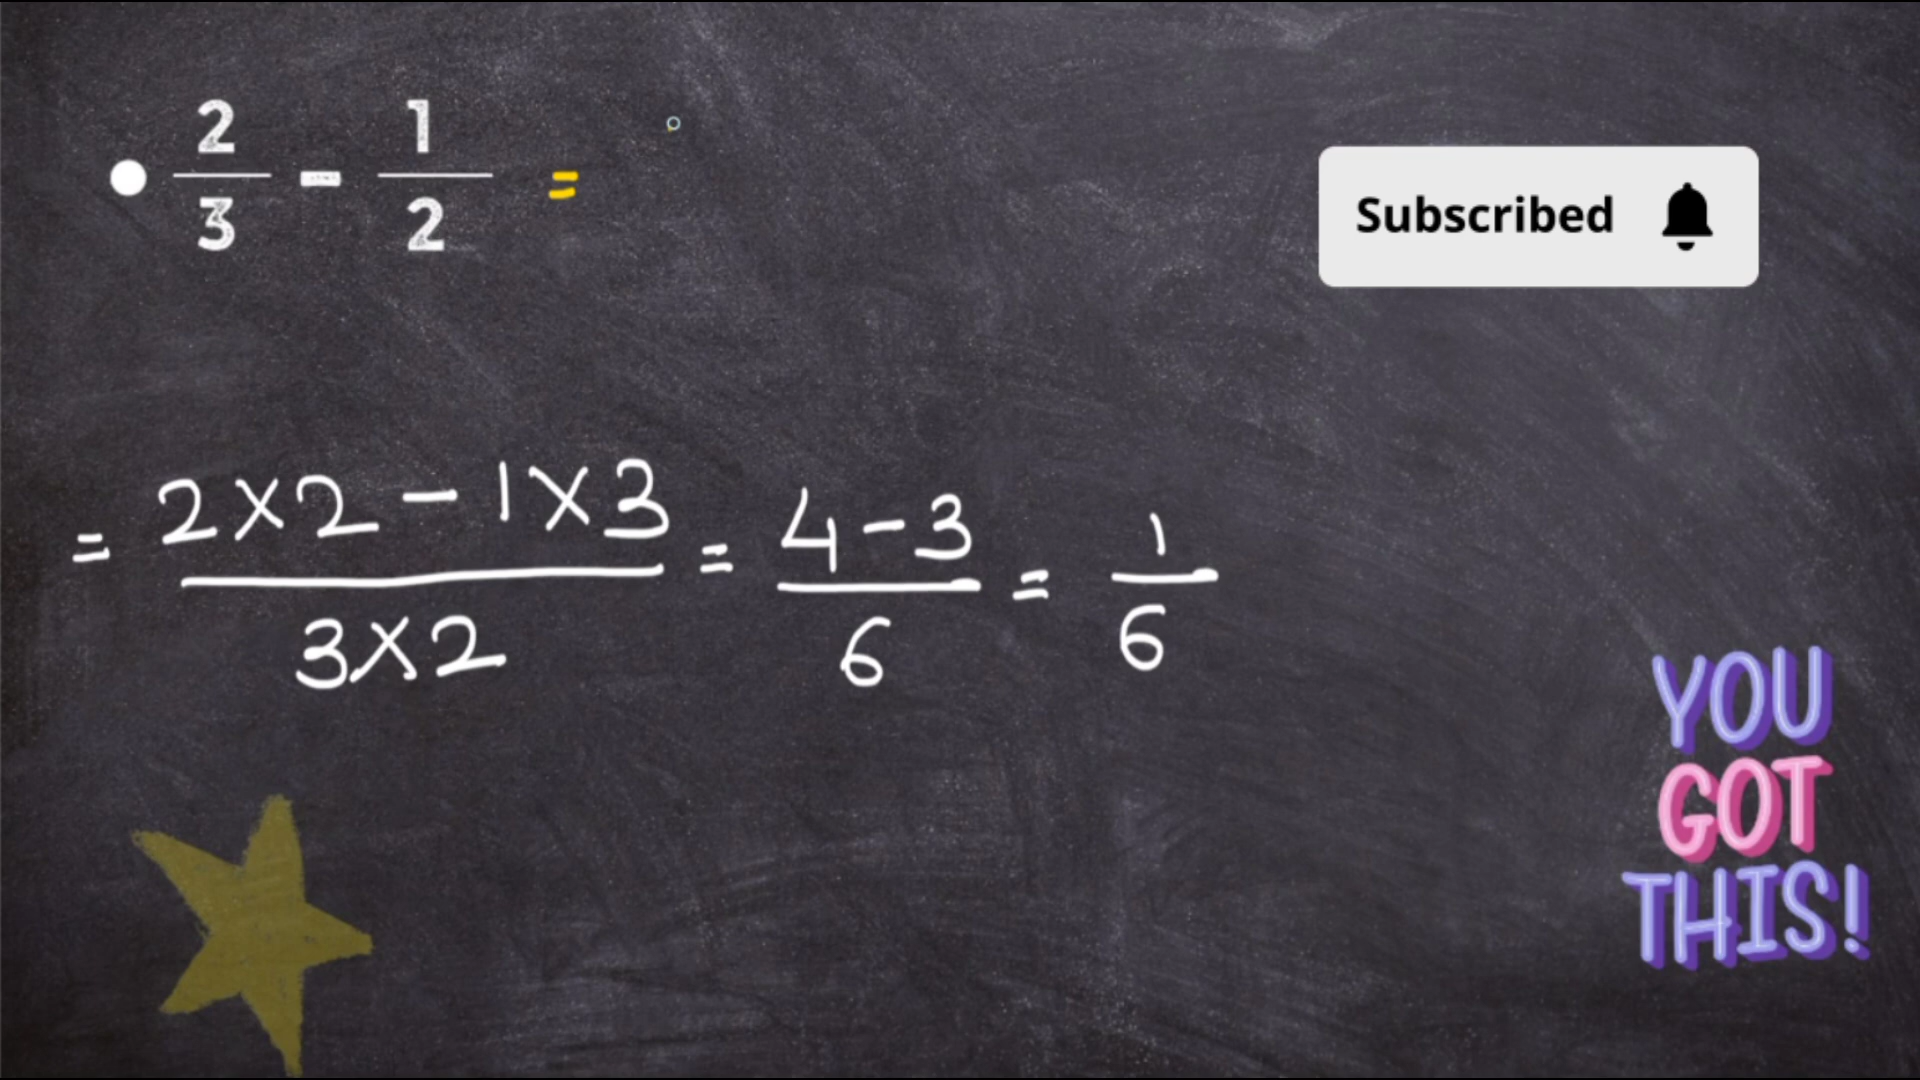 • 2/3 - 1/2 =
Subscribed
= 2×2 - 1×3 / 3×2 = 4-3 / 6 = 1/6
YOU
GOT
THIS!